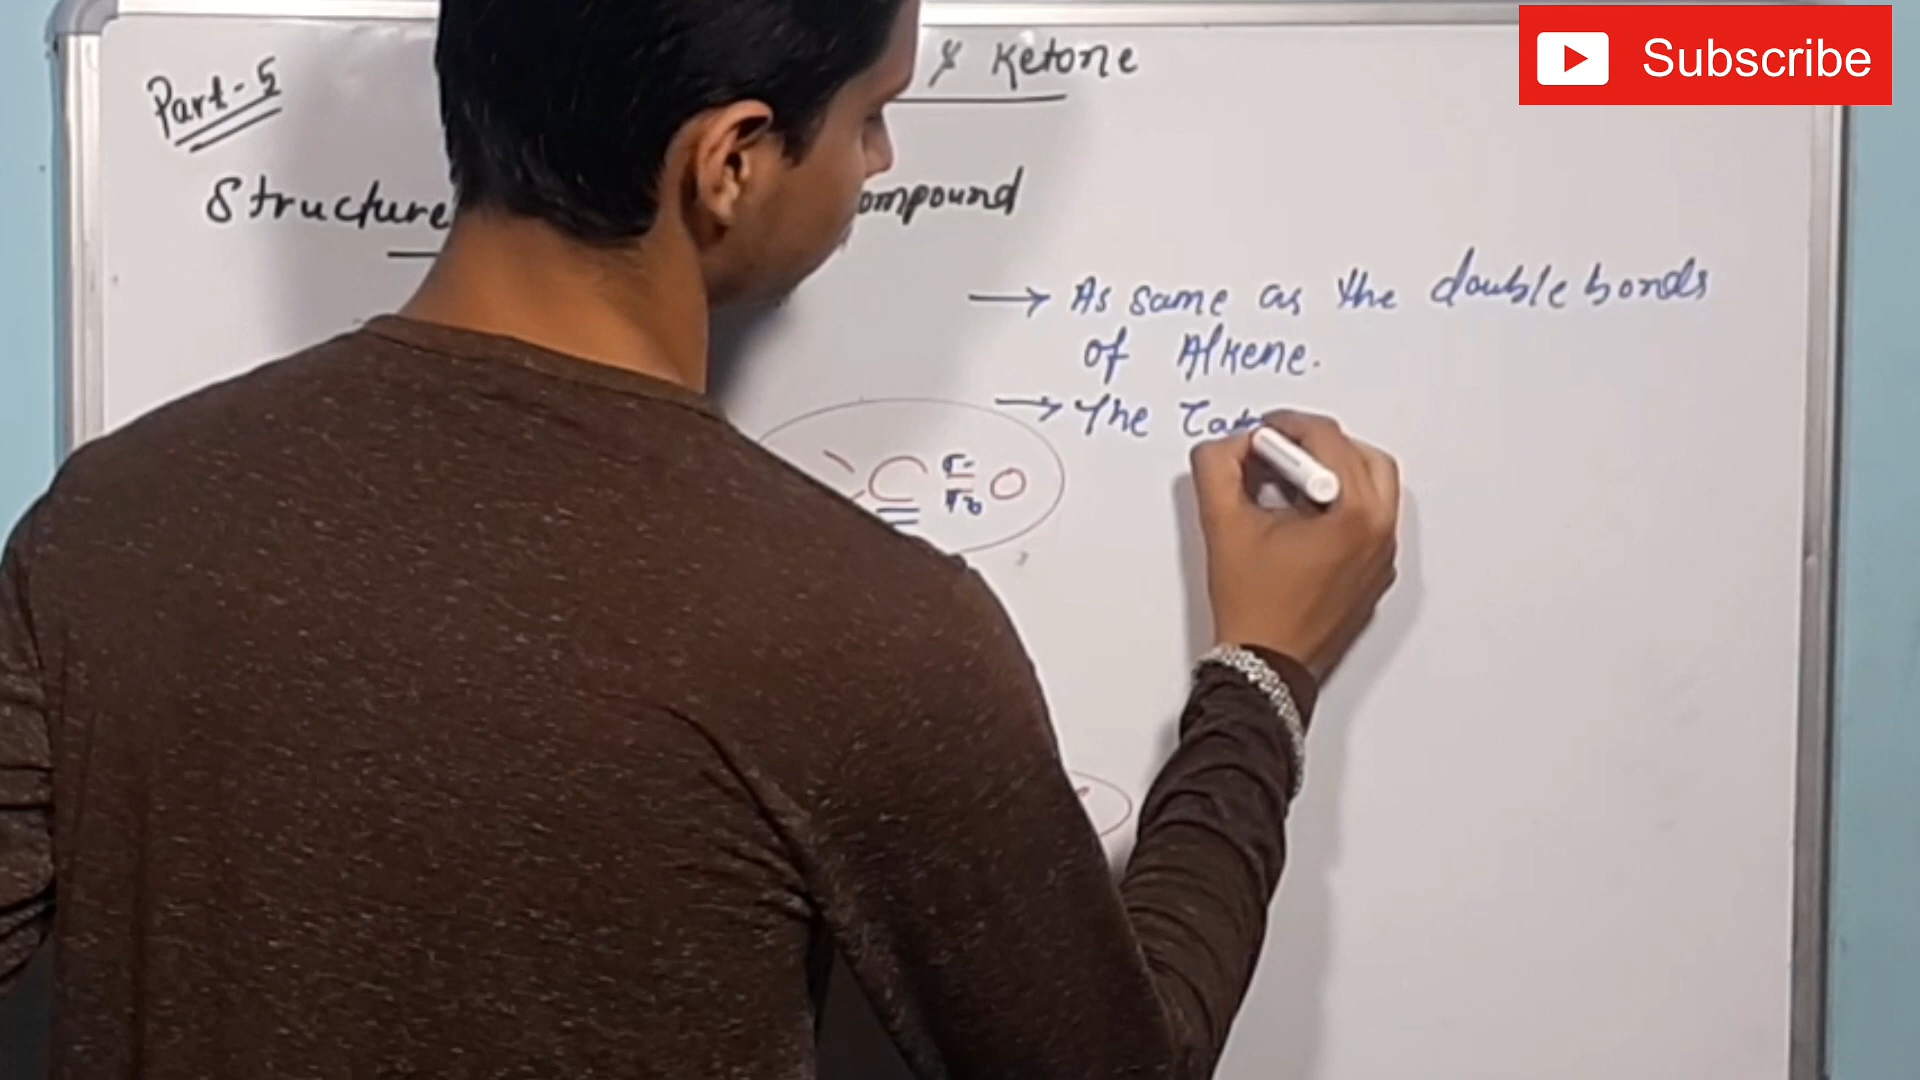 Part-5
& Ketone
Subscribe
Structure ompound
→ As same as the double bonds
of Alkene.
→ The
C O